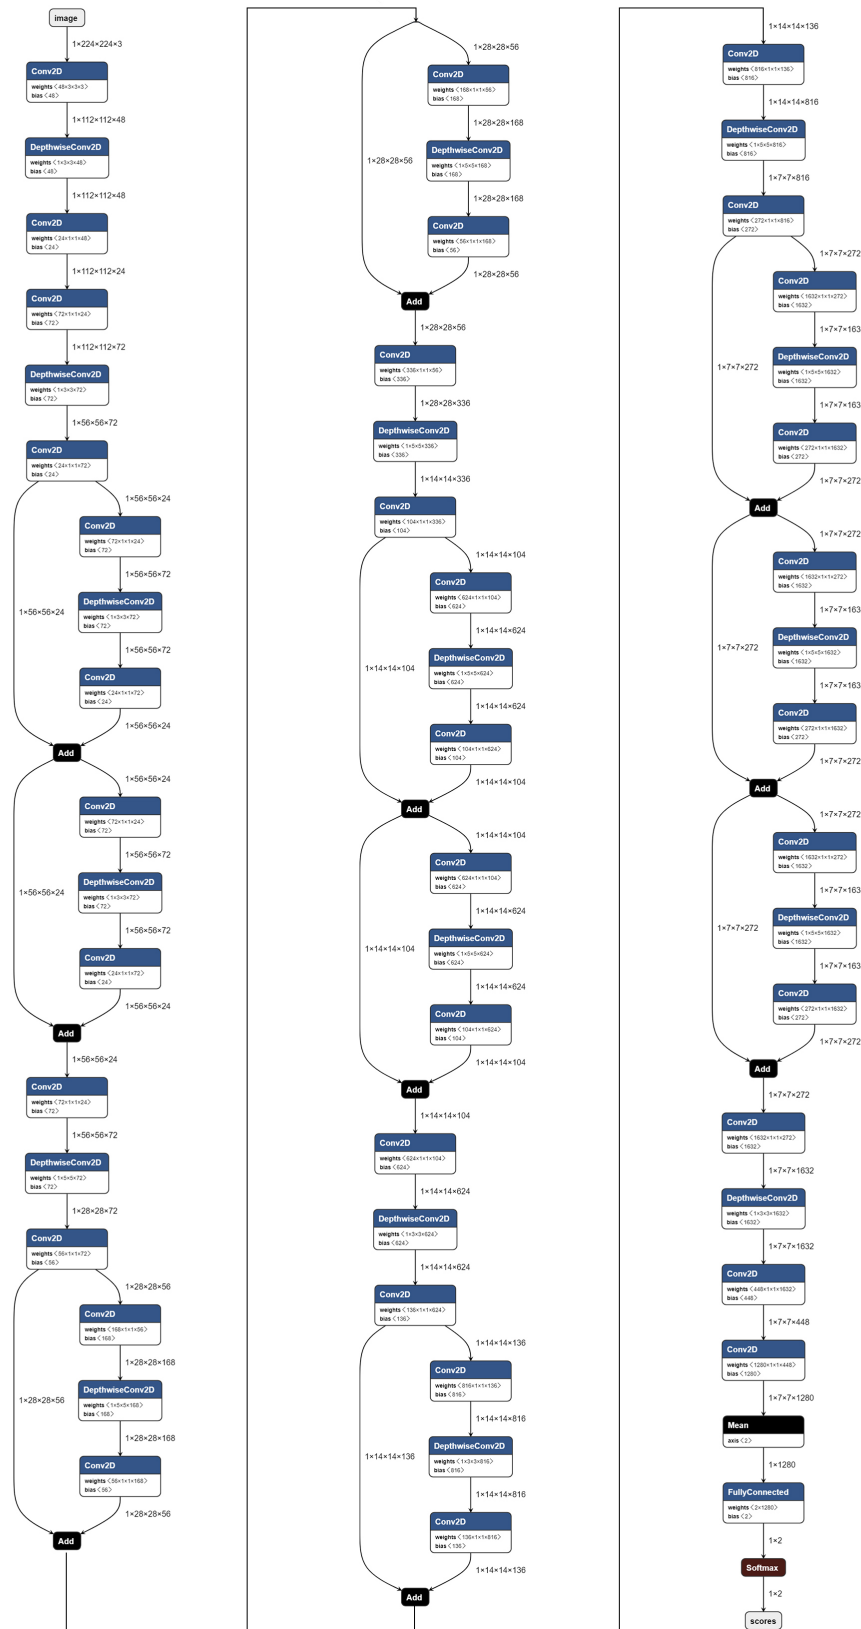 image
1×224×224×3
Conv2D
weights ⟨48×3×3×3⟩
bias ⟨48⟩
1×112×112×48
DepthwiseConv2D
weights ⟨1×3×3×48⟩
bias ⟨48⟩
1×112×112×48
Conv2D
weights ⟨24×1×1×48⟩
bias ⟨24⟩
1×112×112×24
Conv2D
weights ⟨72×1×1×24⟩
bias ⟨72⟩
1×112×112×72
DepthwiseConv2D
weights ⟨1×3×3×72⟩
bias ⟨72⟩
1×56×56×72
Conv2D
weights ⟨24×1×1×72⟩
bias ⟨24⟩
1×56×56×24
Conv2D
weights ⟨72×1×1×24⟩
bias ⟨72⟩
1×56×56×72
DepthwiseConv2D
weights ⟨1×3×3×72⟩
bias ⟨72⟩
1×56×56×24
1×56×56×72
Conv2D
weights ⟨24×1×1×72⟩
bias ⟨24⟩
1×56×56×24
Add
1×56×56×24
Conv2D
weights ⟨72×1×1×24⟩
bias ⟨72⟩
1×56×56×72
DepthwiseConv2D
weights ⟨1×3×3×72⟩
bias ⟨72⟩
1×56×56×24
1×56×56×72
Conv2D
weights ⟨24×1×1×72⟩
bias ⟨24⟩
1×56×56×24
Add
1×56×56×24
Conv2D
weights ⟨72×1×1×24⟩
bias ⟨72⟩
1×56×56×72
DepthwiseConv2D
weights ⟨1×5×5×72⟩
bias ⟨72⟩
1×28×28×72
Conv2D
weights ⟨56×1×1×72⟩
bias ⟨56⟩
1×28×28×56
Conv2D
weights ⟨168×1×1×56⟩
bias ⟨168⟩
1×28×28×168
DepthwiseConv2D
weights ⟨1×5×5×168⟩
bias ⟨168⟩
1×28×28×56
1×28×28×168
Conv2D
weights ⟨56×1×1×168⟩
bias ⟨56⟩
1×28×28×56
Add
1×28×28×56
Conv2D
weights ⟨168×1×1×56⟩
bias ⟨168⟩
1×28×28×168
DepthwiseConv2D
weights ⟨1×5×5×168⟩
bias ⟨168⟩
1×28×28×56
1×28×28×168
Conv2D
weights ⟨56×1×1×168⟩
bias ⟨56⟩
1×28×28×56
Add
1×28×28×56
Conv2D
weights ⟨336×1×1×56⟩
bias ⟨336⟩
1×28×28×336
DepthwiseConv2D
weights ⟨1×5×5×336⟩
bias ⟨336⟩
1×14×14×336
Conv2D
weights ⟨104×1×1×336⟩
bias ⟨104⟩
1×14×14×104
Conv2D
weights ⟨624×1×1×104⟩
bias ⟨624⟩
1×14×14×624
DepthwiseConv2D
weights ⟨1×5×5×624⟩
bias ⟨624⟩
1×14×14×104
1×14×14×624
Conv2D
weights ⟨104×1×1×624⟩
bias ⟨104⟩
1×14×14×104
Add
1×14×14×104
Conv2D
weights ⟨624×1×1×104⟩
bias ⟨624⟩
1×14×14×624
DepthwiseConv2D
weights ⟨1×5×5×624⟩
bias ⟨624⟩
1×14×14×104
1×14×14×624
Conv2D
weights ⟨104×1×1×624⟩
bias ⟨104⟩
1×14×14×104
Add
1×14×14×104
Conv2D
weights ⟨624×1×1×104⟩
bias ⟨624⟩
1×14×14×624
DepthwiseConv2D
weights ⟨1×3×3×624⟩
bias ⟨624⟩
1×14×14×624
Conv2D
weights ⟨136×1×1×624⟩
bias ⟨136⟩
1×14×14×136
Conv2D
weights ⟨816×1×1×136⟩
bias ⟨816⟩
1×14×14×816
DepthwiseConv2D
weights ⟨1×3×3×816⟩
bias ⟨816⟩
1×14×14×136
1×14×14×816
Conv2D
weights ⟨136×1×1×816⟩
bias ⟨136⟩
1×14×14×136
Add
1×14×14×136
Conv2D
weights ⟨816×1×1×136⟩
bias ⟨816⟩
1×14×14×816
DepthwiseConv2D
weights ⟨1×5×5×816⟩
bias ⟨816⟩
1×7×7×816
Conv2D
weights ⟨272×1×1×816⟩
bias ⟨272⟩
1×7×7×272
Conv2D
weights ⟨1632×1×1×272⟩
bias ⟨1632⟩
1×7×7×163
DepthwiseConv2D
weights ⟨1×5×5×1632⟩
bias ⟨1632⟩
1×7×7×272
1×7×7×163
Conv2D
weights ⟨272×1×1×1632⟩
bias ⟨272⟩
1×7×7×272
Add
1×7×7×272
Conv2D
weights ⟨1632×1×1×272⟩
bias ⟨1632⟩
1×7×7×163
DepthwiseConv2D
weights ⟨1×5×5×1632⟩
bias ⟨1632⟩
1×7×7×272
1×7×7×163
Conv2D
weights ⟨272×1×1×1632⟩
bias ⟨272⟩
1×7×7×272
Add
1×7×7×272
Conv2D
weights ⟨1632×1×1×272⟩
bias ⟨1632⟩
1×7×7×163
DepthwiseConv2D
weights ⟨1×5×5×1632⟩
bias ⟨1632⟩
1×7×7×272
1×7×7×163
Conv2D
weights ⟨272×1×1×1632⟩
bias ⟨272⟩
1×7×7×272
Add
1×7×7×272
Conv2D
weights ⟨1632×1×1×272⟩
bias ⟨1632⟩
1×7×7×1632
DepthwiseConv2D
weights ⟨1×3×3×1632⟩
bias ⟨1632⟩
1×7×7×1632
Conv2D
weights ⟨448×1×1×1632⟩
bias ⟨448⟩
1×7×7×448
Conv2D
weights ⟨1280×1×1×448⟩
bias ⟨1280⟩
1×7×7×1280
Mean
axis ⟨2⟩
1×1280
FullyConnected
weights ⟨2×1280⟩
bias ⟨2⟩
1×2
Softmax
1×2
scores